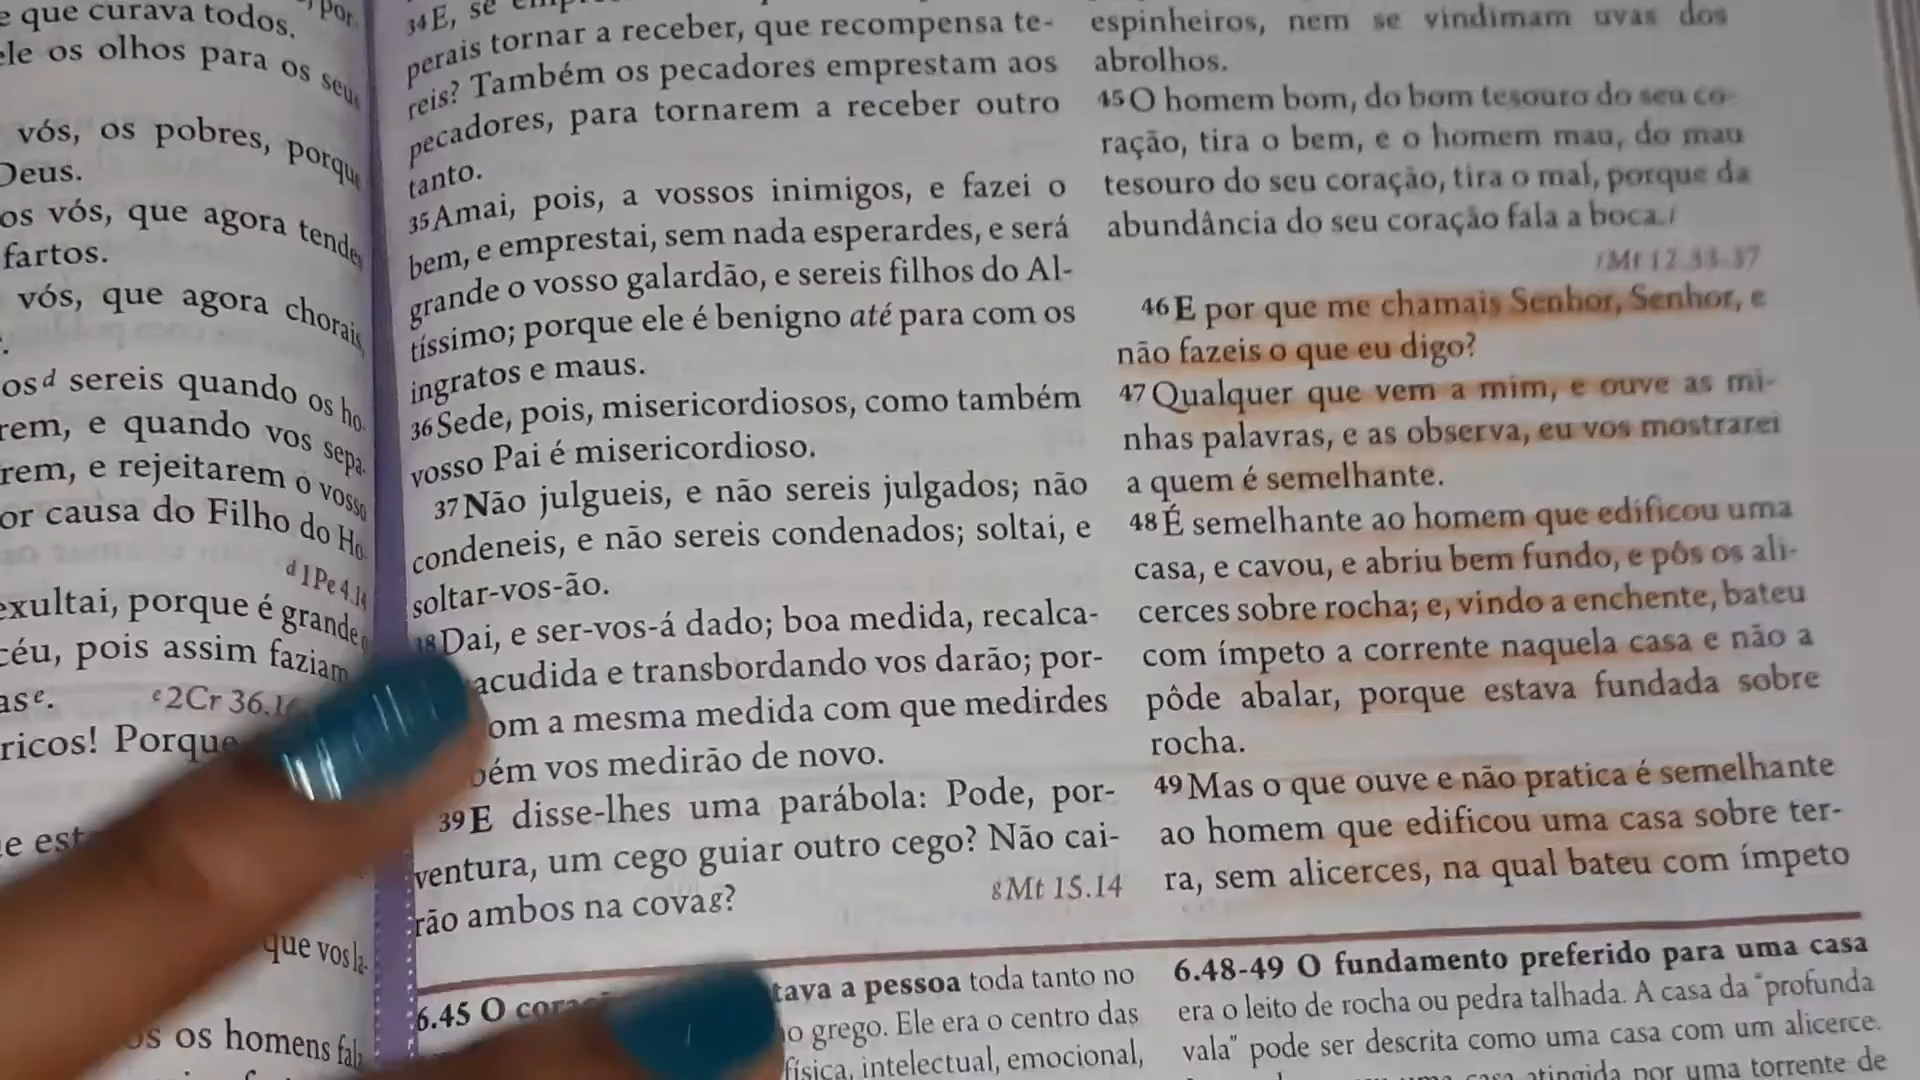 e que curava todos.
ele os olhos para os seus
vós, os pobres, porque
Deus.
os vós, que agora tendes
fartos.
vós, que agora chorais,
os d sereis quando os ho-
rem, e quando vos sepa-
rem, e rejeitarem o vosso
or causa do Filho do Ho-
d 1Pe 4.14
exultai, porque é grande o
céu, pois assim faziam
as e.
e 2Cr 36.16
ricos! Porque
e est
que vos
os os homens
34 E, se
perais tornar a receber, que recompensa te-
reis? Também os pecadores emprestam aos
pecadores, para tornarem a receber outro
tanto.
35 Amai, pois, a vossos inimigos, e fazei o
bem, e emprestai, sem nada esperardes, e será
grande o vosso galardão, e sereis filhos do Al-
tíssimo; porque ele é benigno até para com os
ingratos e maus.
36 Sede, pois, misericordiosos, como também
vosso Pai é misericordioso.
37 Não julgueis, e não sereis julgados; não
condeneis, e não sereis condenados; soltai, e
soltar-vos-ão.
38 Dai, e ser-vos-á dado; boa medida, recalca-
acudida e transbordando vos darão; por-
om a mesma medida com que medirdes
bém vos medirão de novo.
39 E disse-lhes uma parábola: Pode, por-
ventura, um cego guiar outro cego? Não cai-
rão ambos na cova g?
g Mt 15.14
espinheiros, nem se vindimam uvas dos
abrolhos.
45 O homem bom, do bom tesouro do seu co-
ração, tira o bem, e o homem mau, do mau
tesouro do seu coração, tira o mal, porque da
abundância do seu coração fala a boca. i
i Mt 12.33-37
46 E por que me chamais Senhor, Senhor, e
não fazeis o que eu digo?
47 Qualquer que vem a mim, e ouve as mi-
nhas palavras, e as observa, eu vos mostrarei
a quem é semelhante.
48 É semelhante ao homem que edificou uma
casa, e cavou, e abriu bem fundo, e pôs os ali-
cerces sobre rocha; e, vindo a enchente, bateu
com ímpeto a corrente naquela casa e não a
pôde abalar, porque estava fundada sobre
rocha.
49 Mas o que ouve e não pratica é semelhante
ao homem que edificou uma casa sobre ter-
ra, sem alicerces, na qual bateu com ímpeto
6.45 O cora tava a pessoa toda tanto no
o grego. Ele era o centro das
física, intelectual, emocional,
6.48-49 O fundamento preferido para uma casa
era o leito de rocha ou pedra talhada. A casa da "profunda
vala" pode ser descrita como uma casa com um alicerce.
casa atingida por uma torrente de